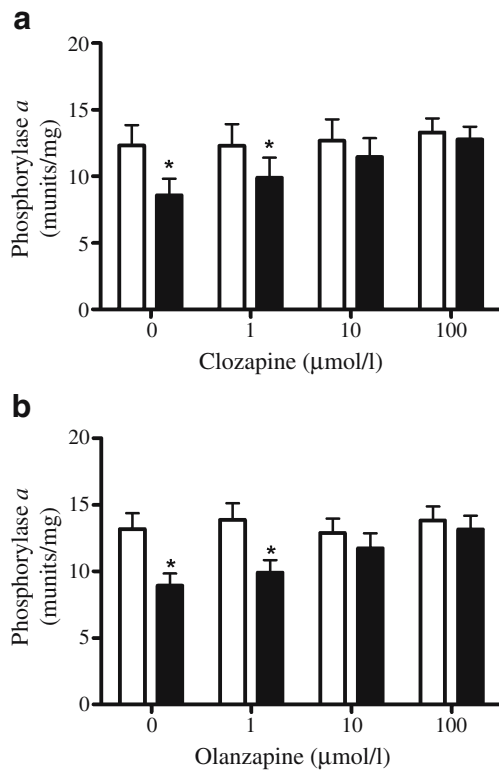 a
20
15
10
5
0
Phosphorylase a
(munits/mg)
*
*
0 1 10 100
Clozapine (μmol/l)
b
20
15
10
5
0
Phosphorylase a
(munits/mg)
*
*
0 1 10 100
Olanzapine (μmol/l)